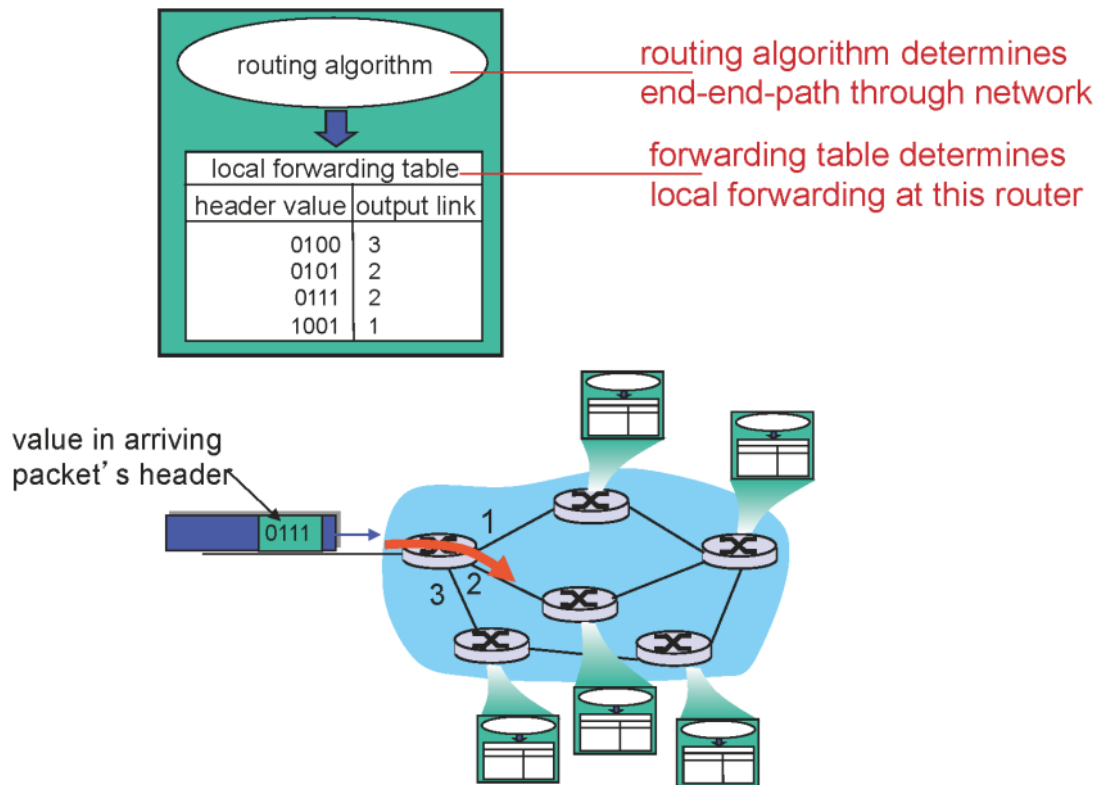 routing algorithm
routing algorithm determines
end-end-path through network
local forwarding table
forwarding table determines
local forwarding at this router
header value output link
0100 3
0101 2
0111 2
1001 1
value in arriving
packet's header
0111
1
2
3